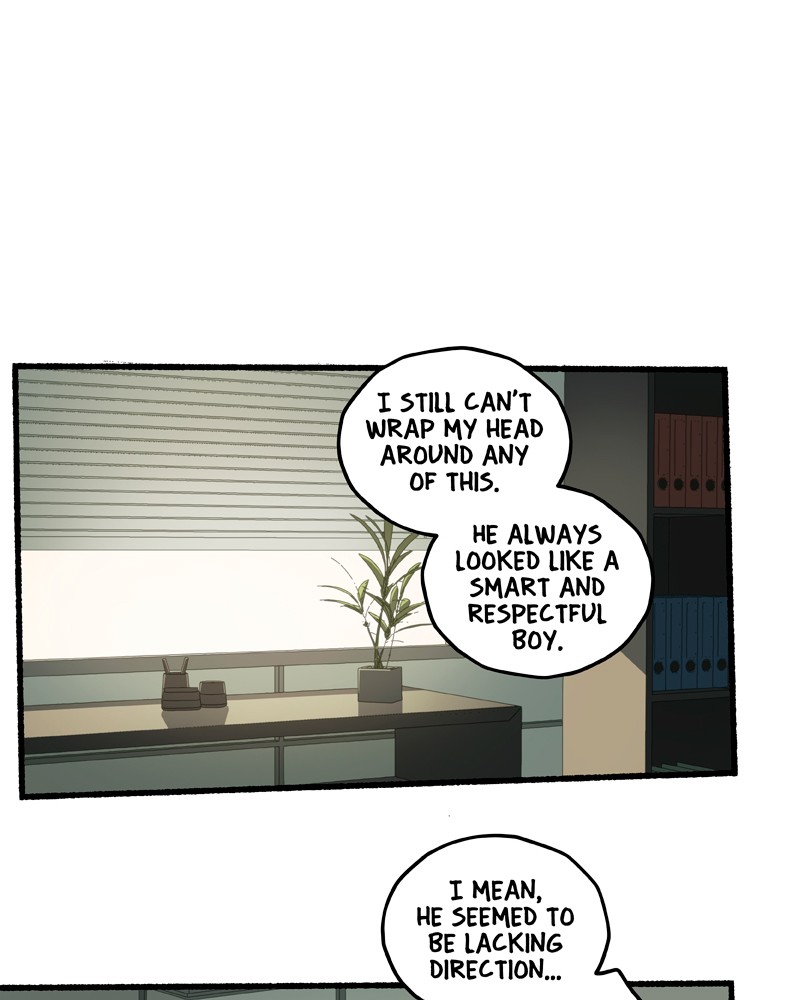 I STILL CAN'T
WRAP MY HEAD
AROUND ANY
OF THIS.
HE ALWAYS
LOOKED LIKE A
SMART AND
RESPECTFUL
BOY.
I MEAN,
HE SEEMED TO
BE LACKING
DIRECTION...